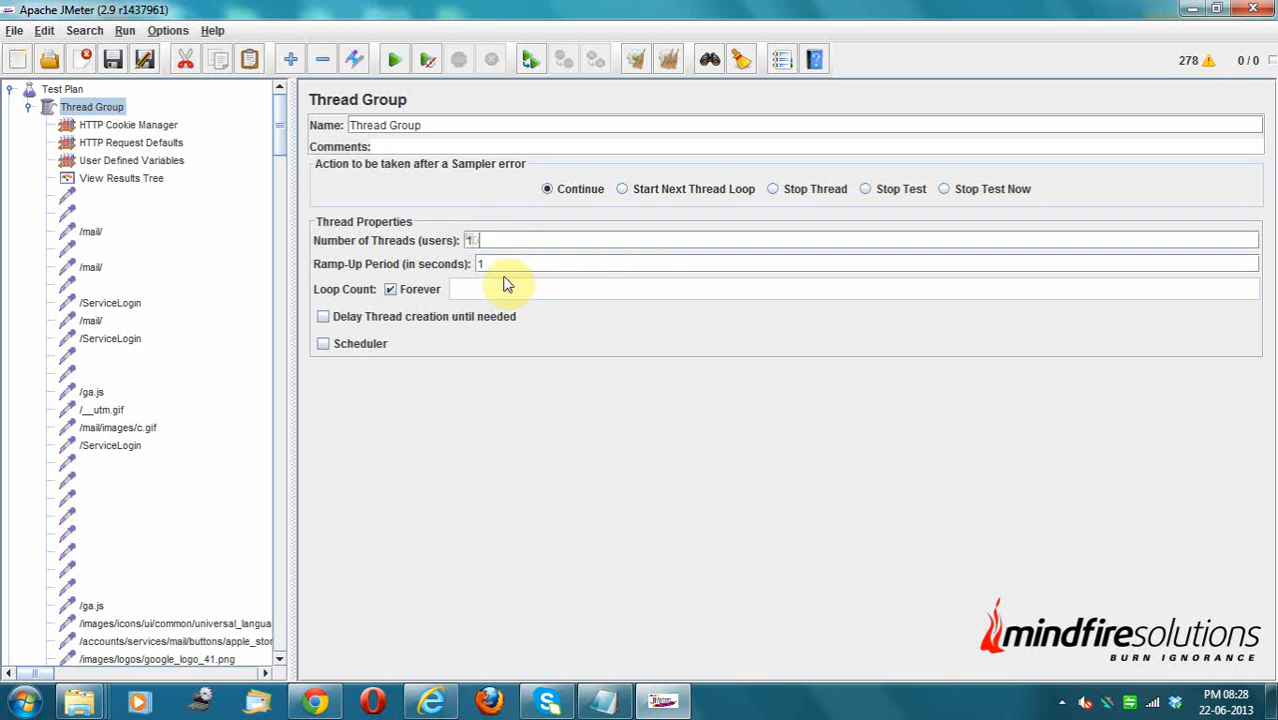 Apache JMeter (2.9 r1437961)
File Edit Search Run Options Help
278 0 / 0
Test Plan
Thread Group
HTTP Cookie Manager
HTTP Request Defaults
User Defined Variables
View Results Tree
/mail/
/mail/
/ServiceLogin
/mail/
/ServiceLogin
/ga.js
/__utm.gif
/mail/images/c.gif
/ServiceLogin
/ga.js
/images/icons/ui/common/universal_langua
/accounts/services/mail/buttons/apple_stor
/images/logos/google_logo_41.png
Thread Group
Name: Thread Group
Comments:
Action to be taken after a Sampler error
Continue Start Next Thread Loop Stop Thread Stop Test Stop Test Now
Thread Properties
Number of Threads (users):
Ramp-Up Period (in seconds): 1
Loop Count: Forever
Delay Thread creation until needed
Scheduler
mindfiresolutions
BURN IGNORANCE
PM 08:28
22-06-2013